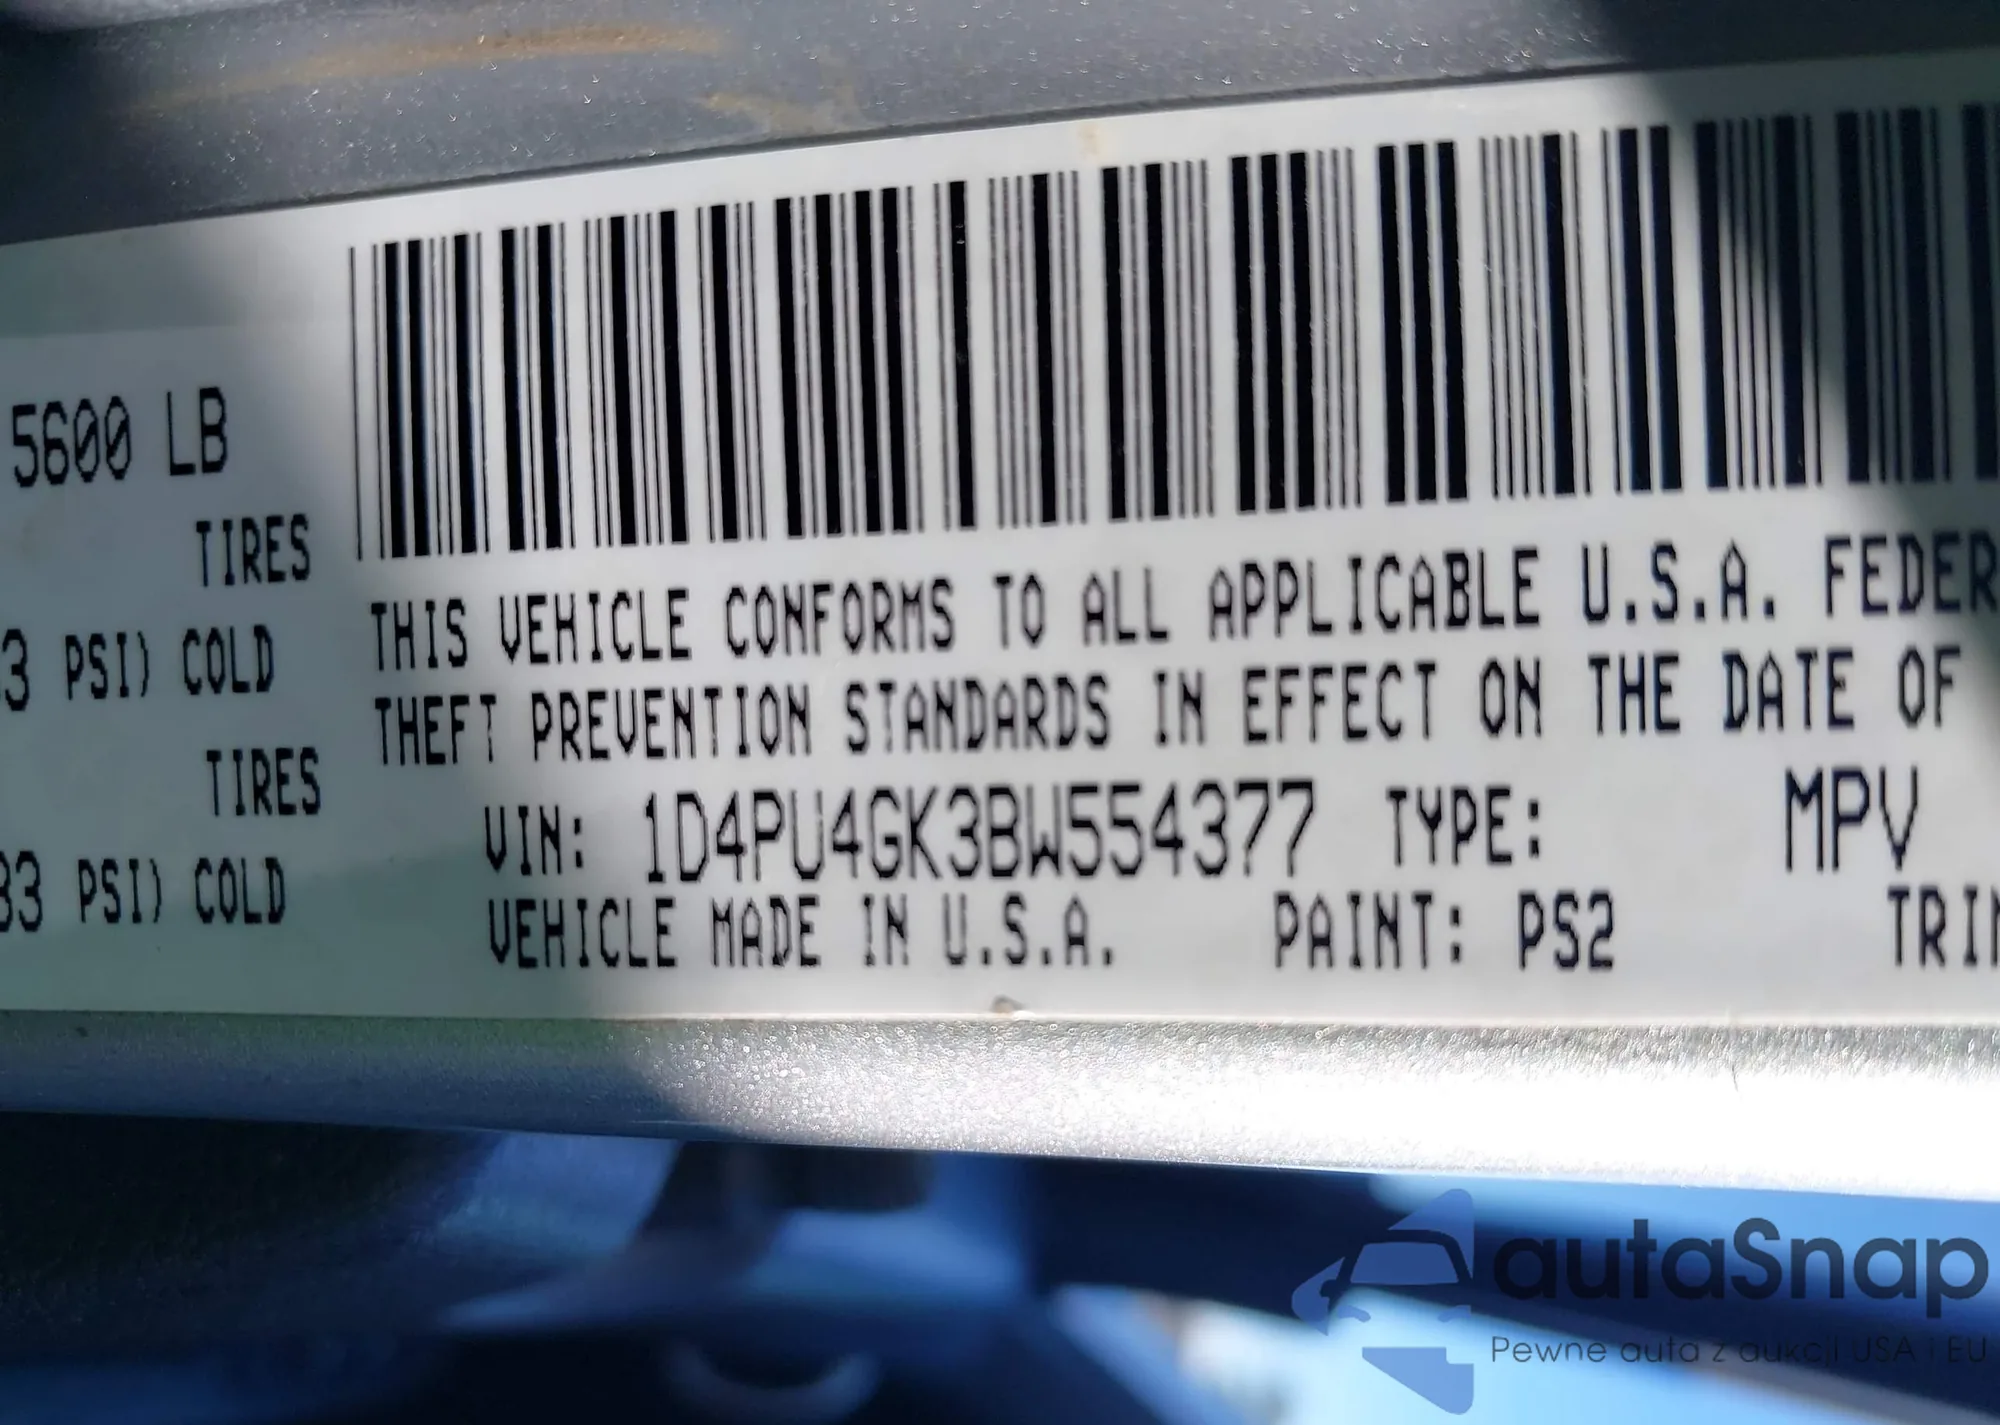 5600 LB
TIRES
3 PSI) COLD
TIRES
33 PSI) COLD
THIS VEHICLE CONFORMS TO ALL APPLICABLE U.S.A. FEDER
THEFT PREVENTION STANDARDS IN EFFECT ON THE DATE OF
VIN: 1D4PU4GK3BW554377 TYPE: MPV
VEHICLE MADE IN U.S.A. PAINT: PS2 TRIM
autaSnap
Pewne auta z aukcji USA i EU